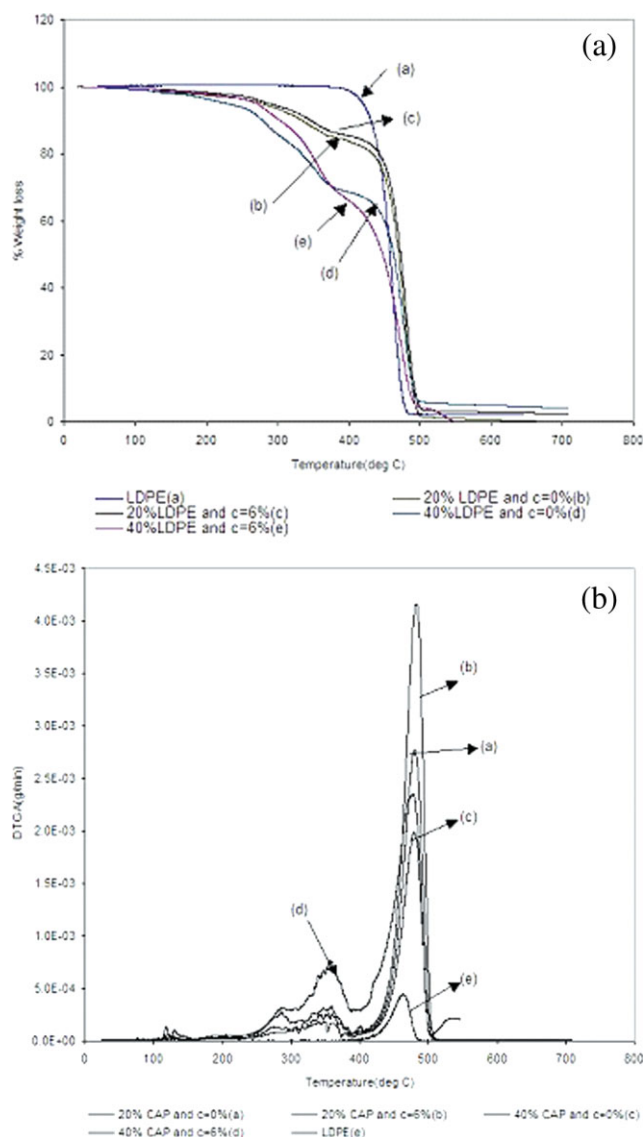 (a)
120
100
80
60
40
20
0
% Weight loss
(a)
(c)
(b)
(e)
(d)
0 100 200 300 400 500 600 700 800
Temperature(deg C)
LDPE(a) 20% LDPE and c=0%(b)
20%LDPE and c=6%(c) 40%LDPE and c=0%(d)
40%LDPE and c=6%(e)
(b)
4.5E-03
4.0E-03
3.5E-03
3.0E-03
2.5E-03
2.0E-03
1.5E-03
1.0E-03
5.0E-04
0.0E+00
DTGA(g/min)
(b)
(a)
(c)
(d)
(e)
0 100 200 300 400 500 600 700 800
Temperature(deg C)
20% CAP and c=0%(a) 20% CAP and c=6%(b) 40% CAP and c=0%(c)
40% CAP and c=6%(d) LDPE(e)